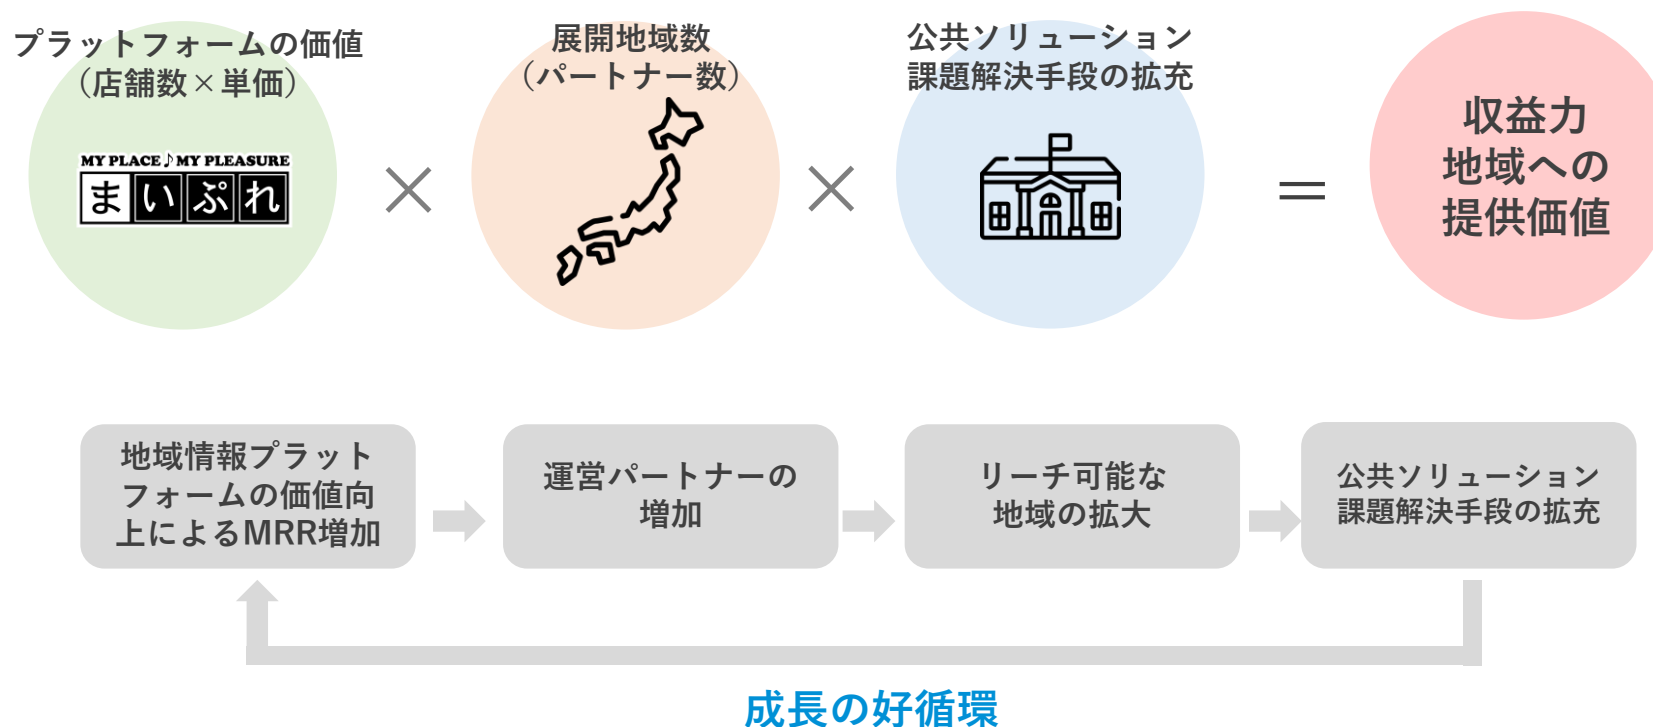 プラットフォームの価値
（店舗数×単価）
MY PLACE♪MY PLEASURE
まいぷれ
×
展開地域数
（パートナー数）
×
公共ソリューション
課題解決手段の拡充
＝
収益力
地域への
提供価値
地域情報プラット
フォームの価値向
上によるMRR増加
運営パートナーの
増加
リーチ可能な
地域の拡大
公共ソリューション
課題解決手段の拡充
成長の好循環